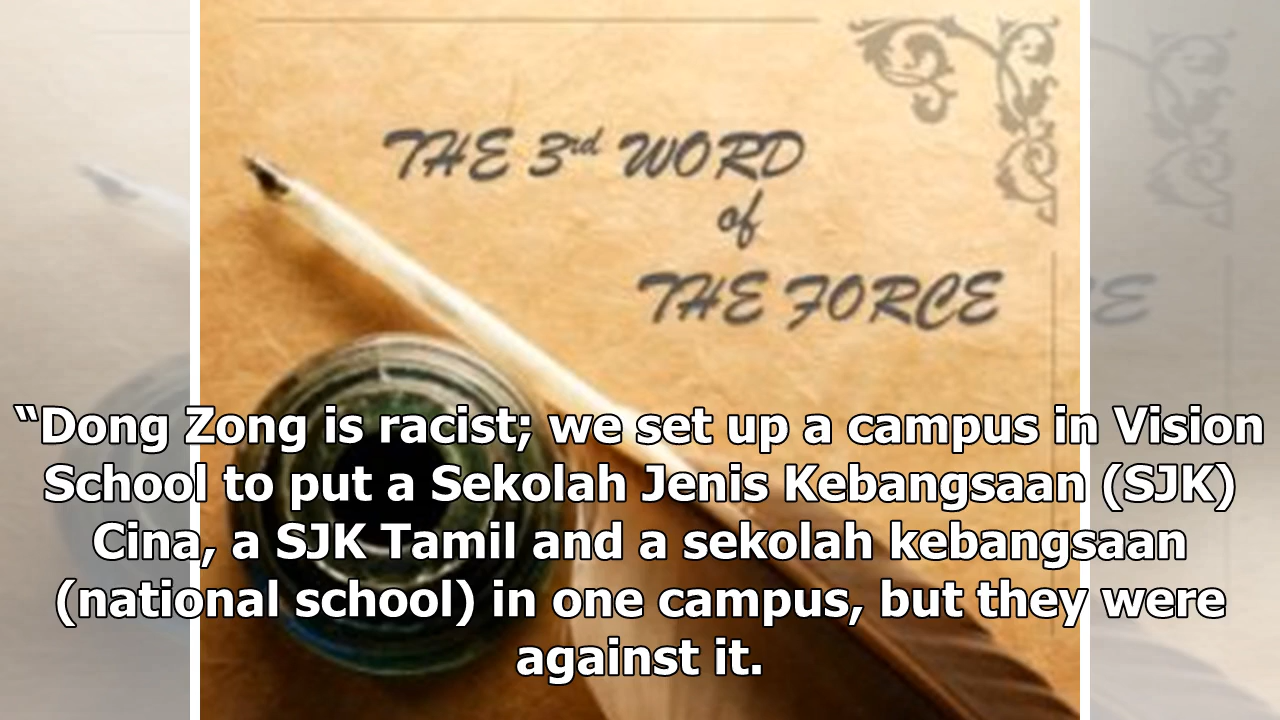 THE 3rd WORD
of
THE FORCE
“Dong Zong is racist; we set up a campus in Vision
School to put a Sekolah Jenis Kebangsaan (SJK)
Cina, a SJK Tamil and a sekolah kebangsaan
(national school) in one campus, but they were
against it.